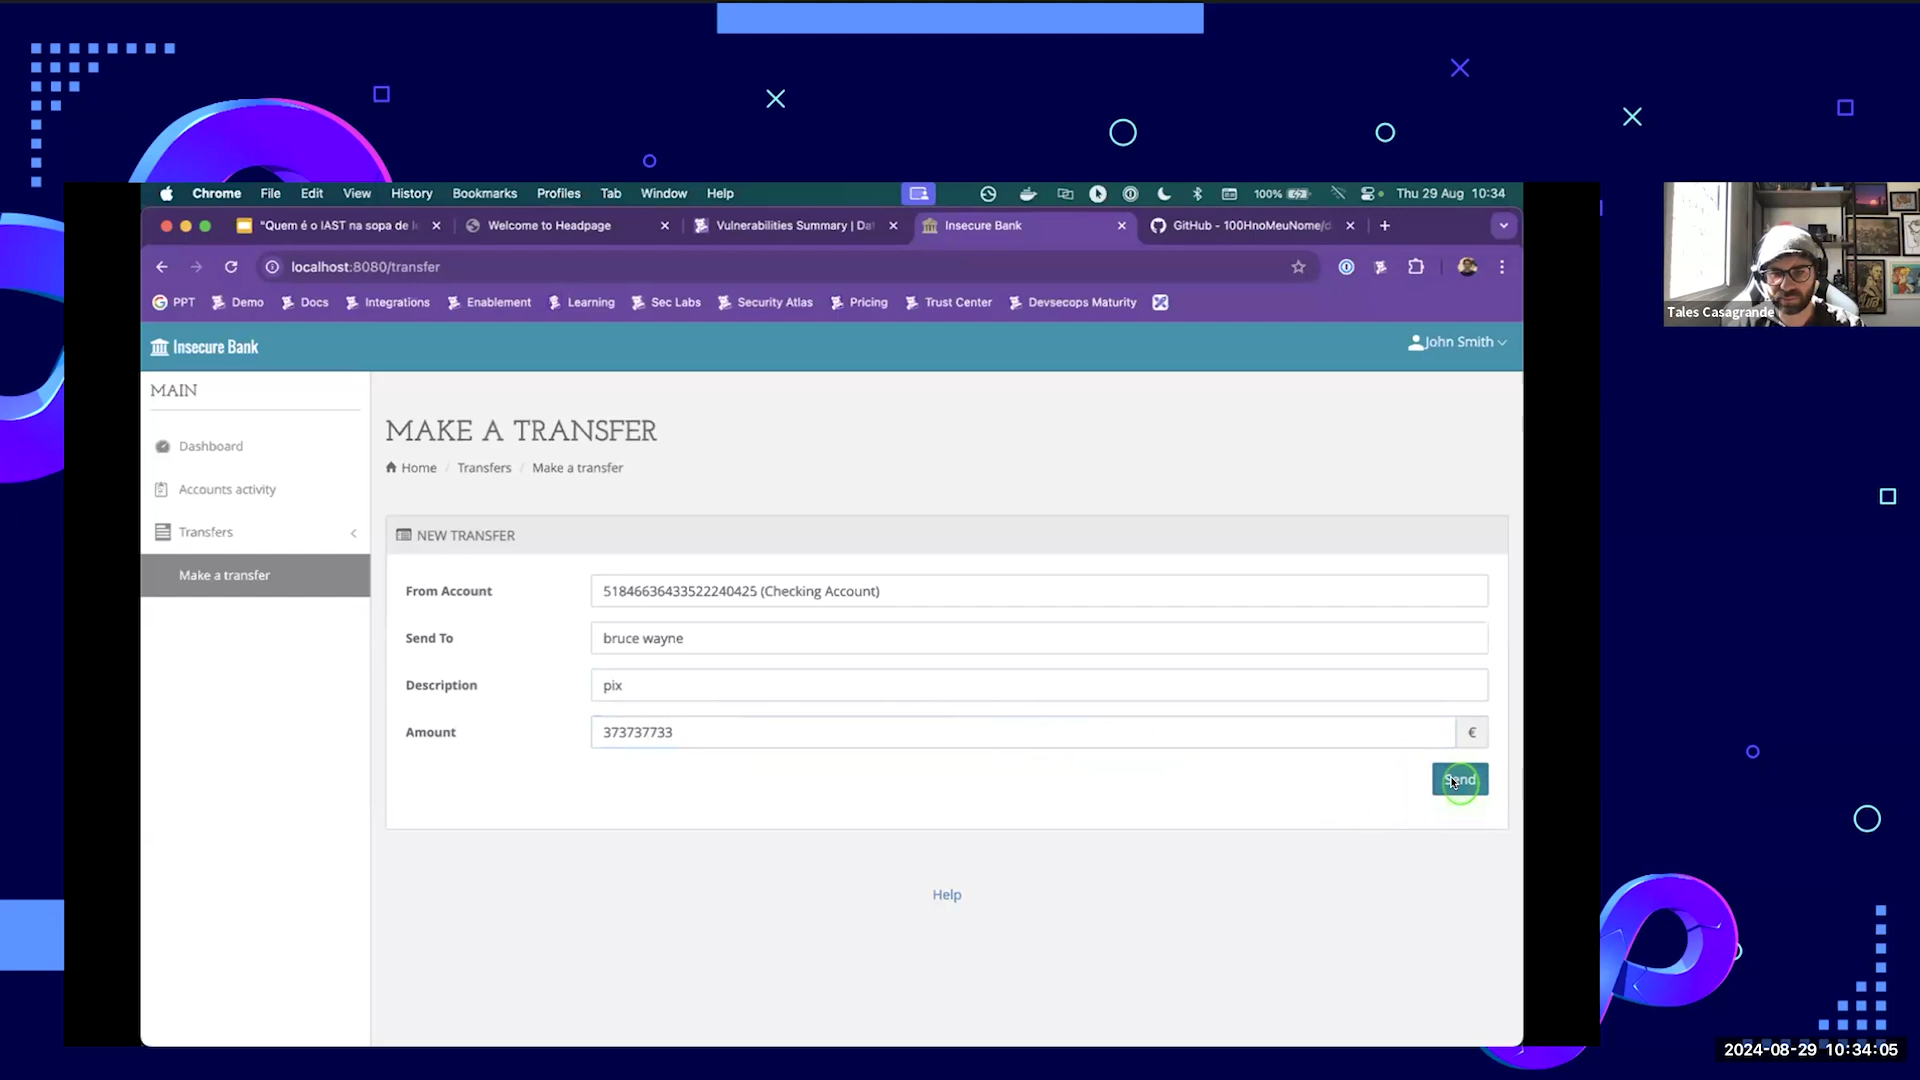 Chrome File Edit View History Bookmarks Profiles Tab Window Help 100% Thu 29 Aug 10:34
"Quem é o IAST na sopa de Welcome to Headpage Vulnerabilities Summary | Da Insecure Bank GitHub - 100HnoMeuNome/d
localhost:8080/transfer
PPT Demo Docs Integrations Enablement Learning Sec Labs Security Atlas Pricing Trust Center Devsecops Maturity
Tales Casagrande
Insecure Bank John Smith
MAIN
Dashboard
Accounts activity
Transfers
Make a transfer
MAKE A TRANSFER
Home / Transfers / Make a transfer
NEW TRANSFER
From Account 51846636433522240425 (Checking Account)
Send To bruce wayne
Description pix
Amount 373737733 €
Send
Help
2024-08-29 10:34:05